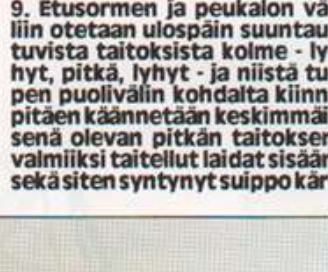 9. Etusormen ja peukalon vä
liin otetaan ulospäin suuntau
tuvista taitoksista kolme - ly
hyt, pitkä, lyhyt - ja niistä tu
pen puolivälin kohdalta kiinn
pitäen käännetään keskimmäi
senä olevan pitkän taitokser
valmiiksi taitellut laidat sisään
sekä siten syntynyt suippo kär